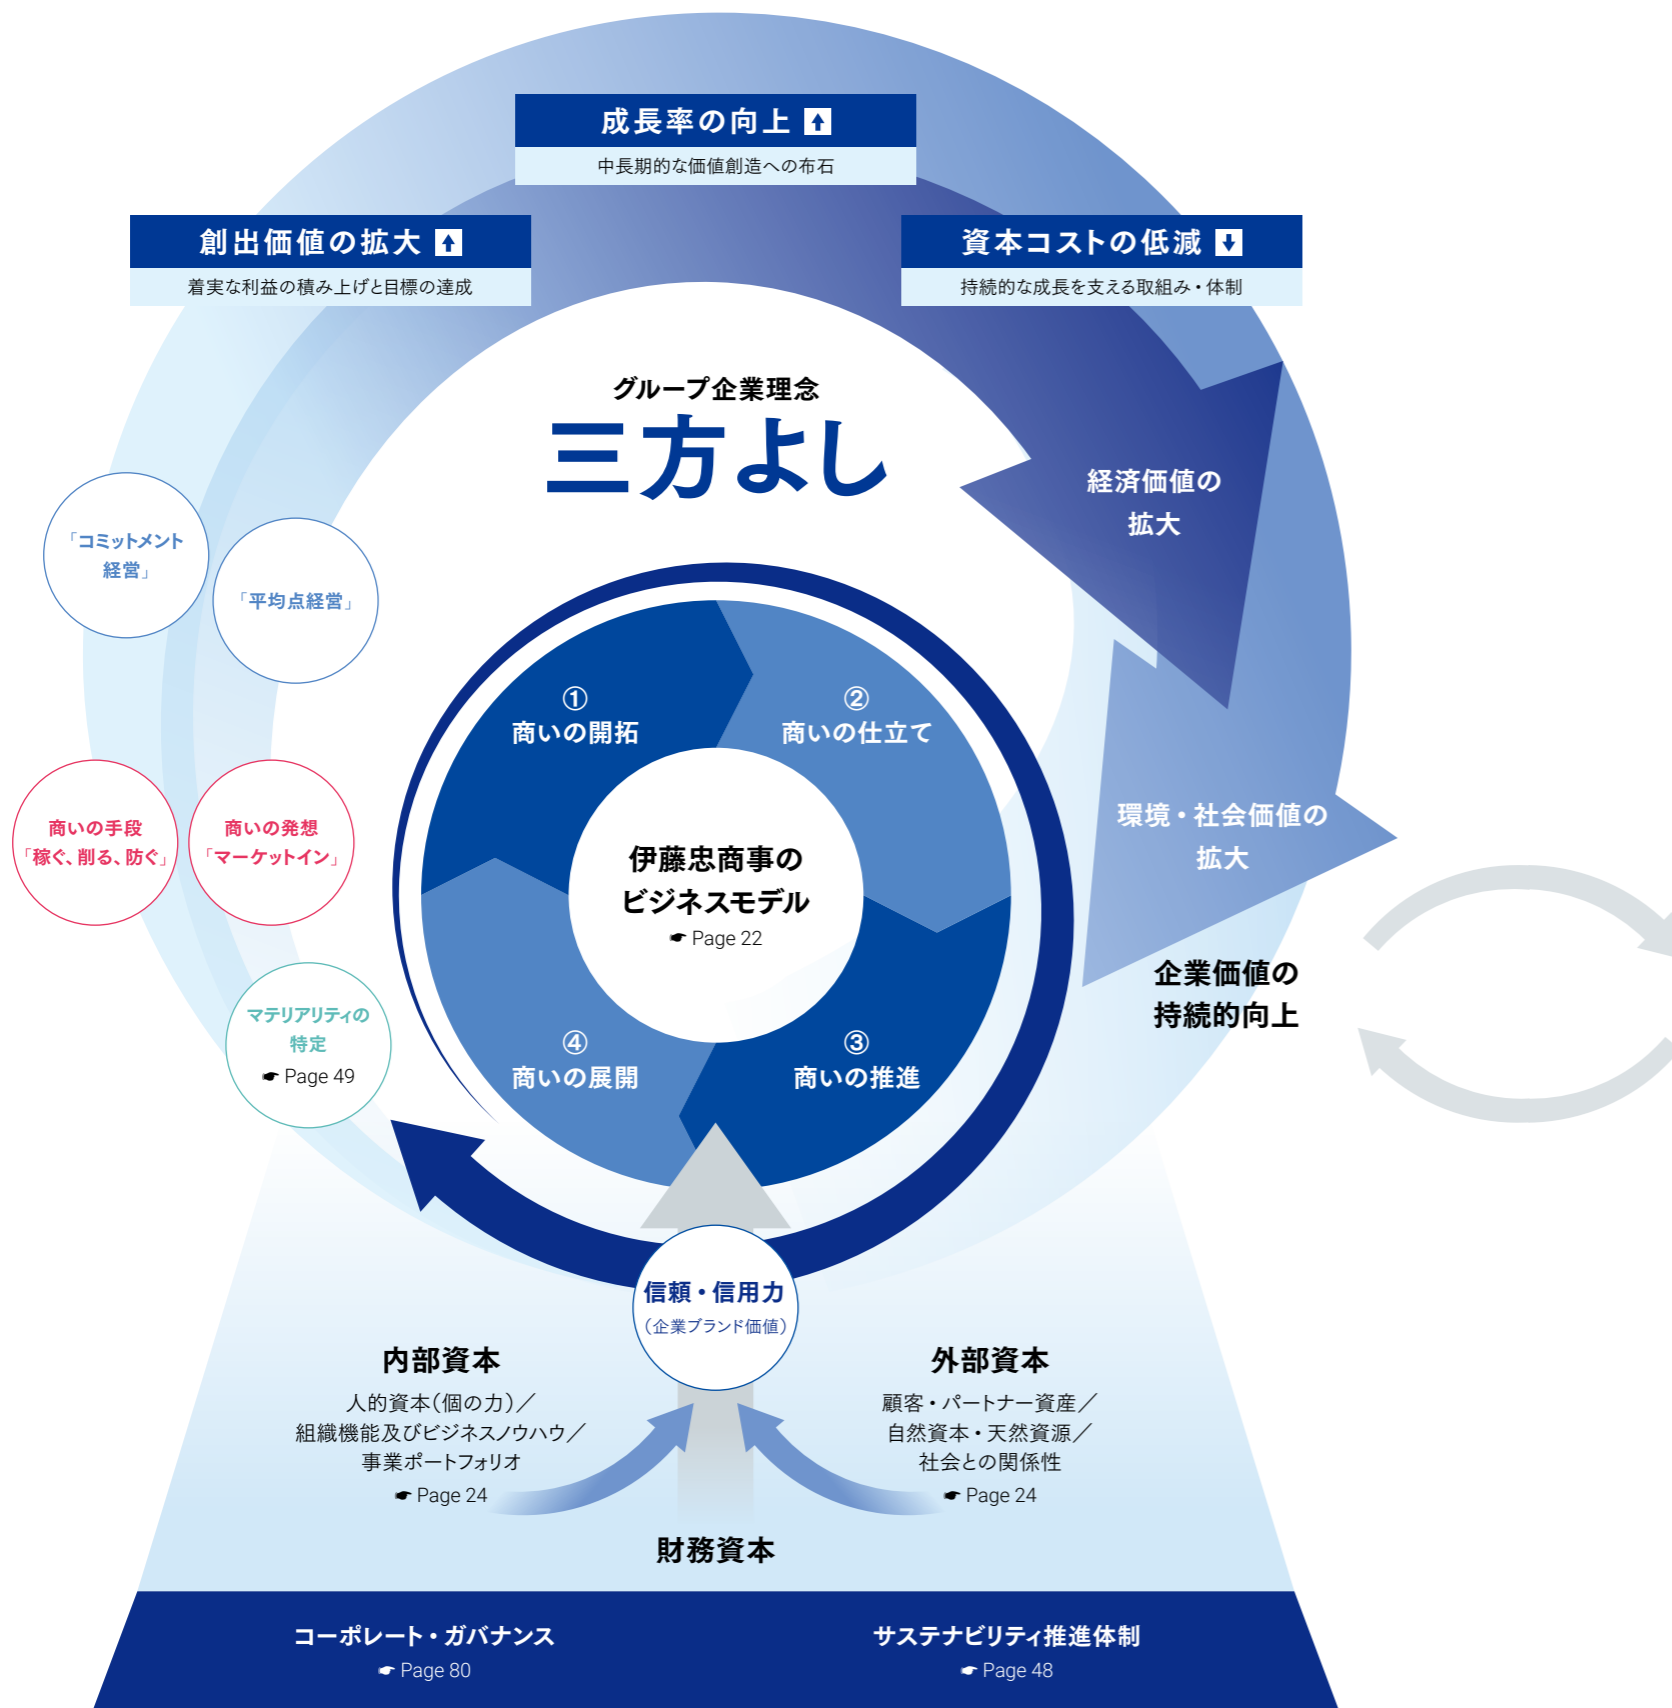 成長率の向上
中長期的な価値創造への布石
創出価値の拡大
着実な利益の積み上げと目標の達成
資本コストの低減
持続的な成長を支える取組み・体制
グループ企業理念
三方よし
経済価値の
拡大
「コミットメント
経営」
「平均点経営」
①
商いの開拓
②
商いの仕立て
商いの手段
「稼ぐ、削る、防ぐ」
商いの発想
「マーケットイン」
伊藤忠商事の
ビジネスモデル
☛ Page 22
環境・社会価値の
拡大
企業価値の
持続的向上
マテリアリティの
特定
☛ Page 49
④
商いの展開
③
商いの推進
信頼・信用力
（企業ブランド価値）
内部資本
人的資本（個の力）／
組織機能及びビジネスノウハウ／
事業ポートフォリオ
☛ Page 24
外部資本
顧客・パートナー資産／
自然資本・天然資源／
社会との関係性
☛ Page 24
財務資本
コーポレート・ガバナンス
☛ Page 80
サステナビリティ推進体制
☛ Page 48